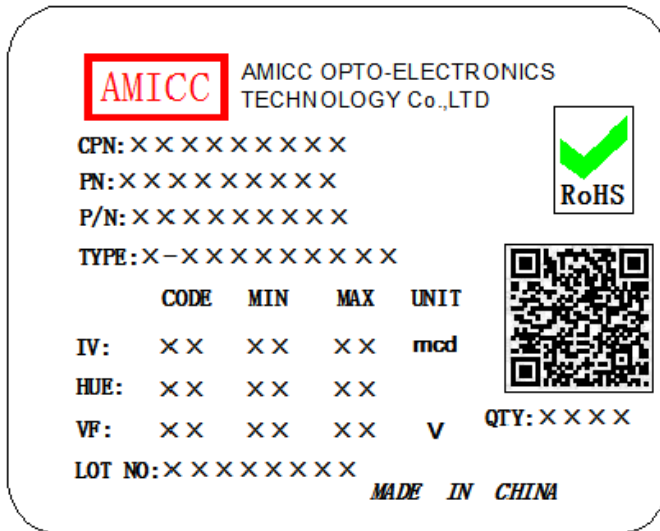 AMICC
AMICC OPTO-ELECTRONICS
TECHNOLOGY Co.,LTD
CPN:×××××××××
PN:×××××××××
P/N:×××××××××
TYPE:×-×××××××××
RoHS
CODE MIN MAX UNIT
IV: ×× ×× ×× mcd
HUE: ×× ×× ××
VF: ×× ×× ×× V
QTY:××××
LOT NO:××××××××
MADE IN CHINA